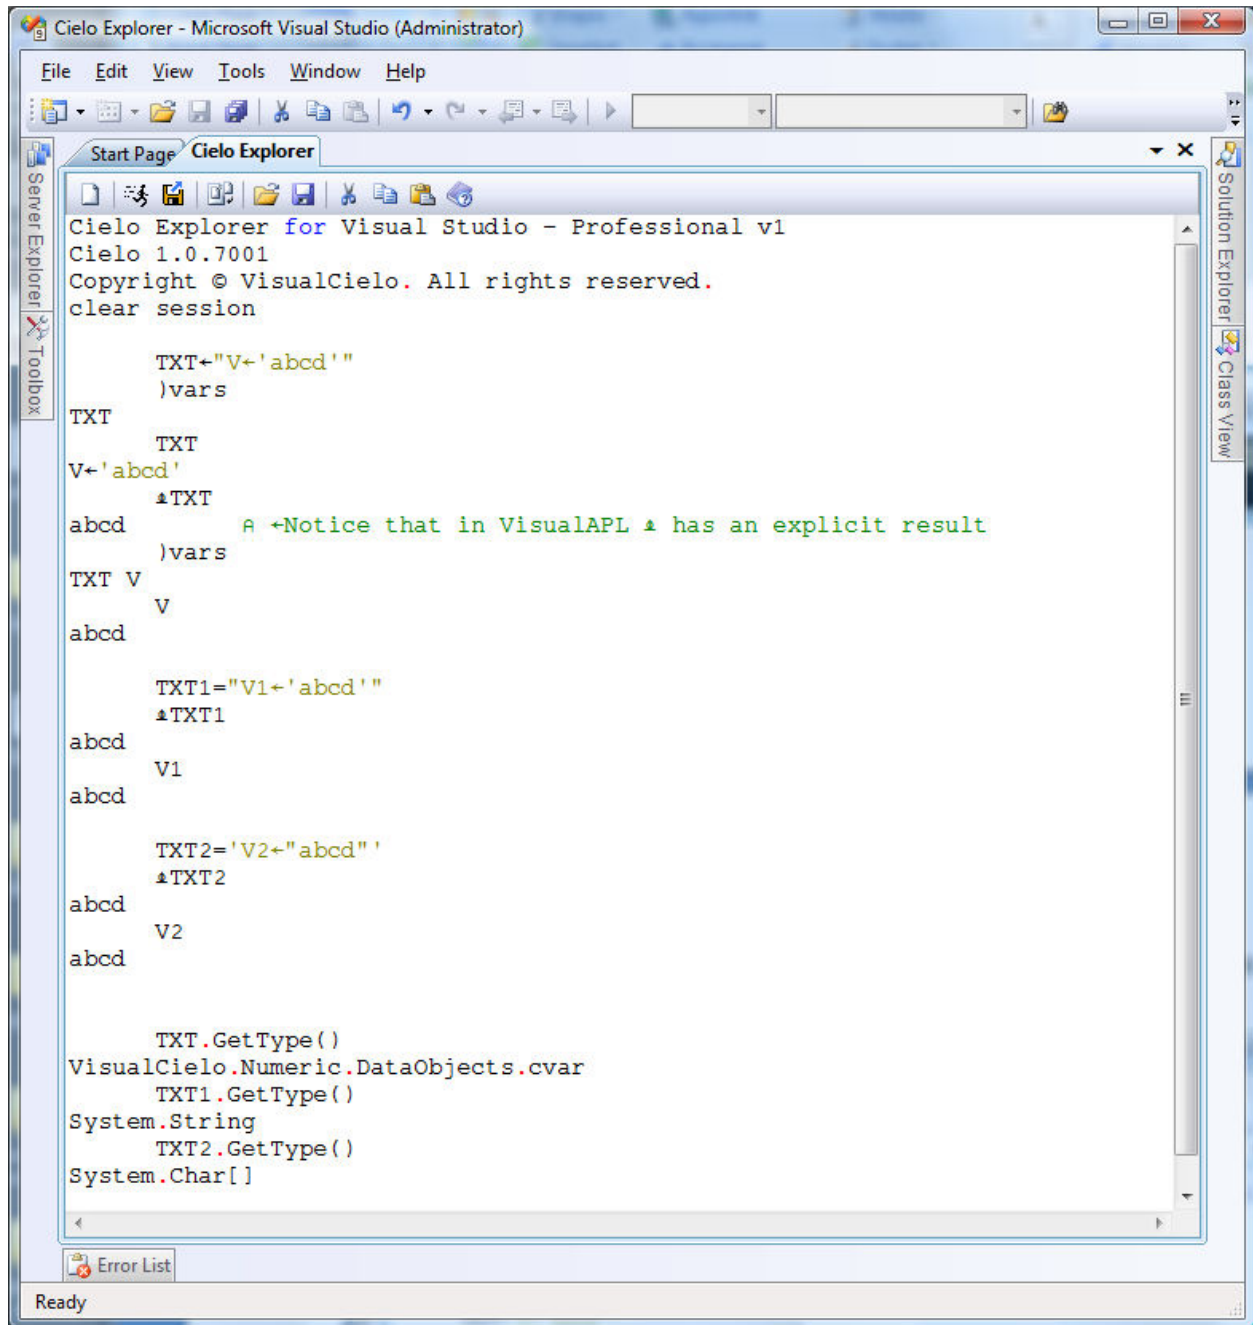 Cielo Explorer - Microsoft Visual Studio (Administrator)
File Edit View Tools Window Help
Start Page Cielo Explorer
Server Explorer
Toolbox
Solution Explorer
Class View
Cielo Explorer for Visual Studio - Professional v1
Cielo 1.0.7001
Copyright © VisualCielo. All rights reserved.
clear session
TXT←"V←'abcd'"
)vars
TXT
TXT
V←'abcd'
⍎TXT
abcd ⍝ ←Notice that in VisualAPL ⍎ has an explicit result
)vars
TXT V
V
abcd
TXT1="V1←'abcd'"
⍎TXT1
abcd
V1
abcd
TXT2='V2←"abcd"'
⍎TXT2
abcd
V2
abcd
TXT.GetType()
VisualCielo.Numeric.DataObjects.cvar
TXT1.GetType()
System.String
TXT2.GetType()
System.Char[]
Error List
Ready